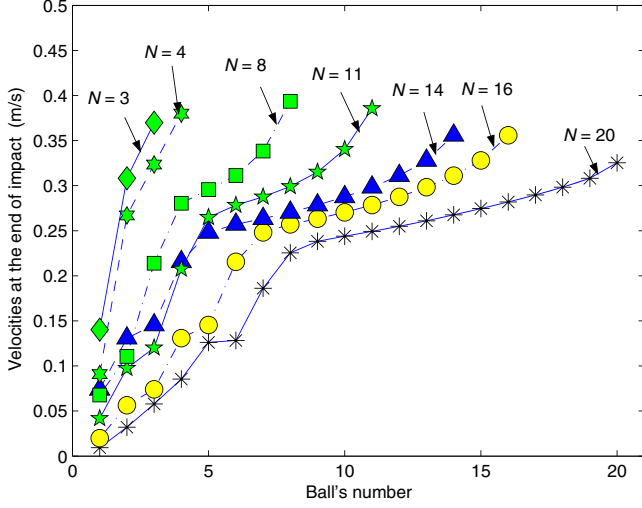 0.5
0.45
0.4
0.35
0.3
0.25
0.2
0.15
0.1
0.05
0
Velocities at the end of impact (m/s)
N = 3
N = 4
N = 8
N = 11
N = 14
N = 16
N = 20
0 5 10 15 20
Ball's number